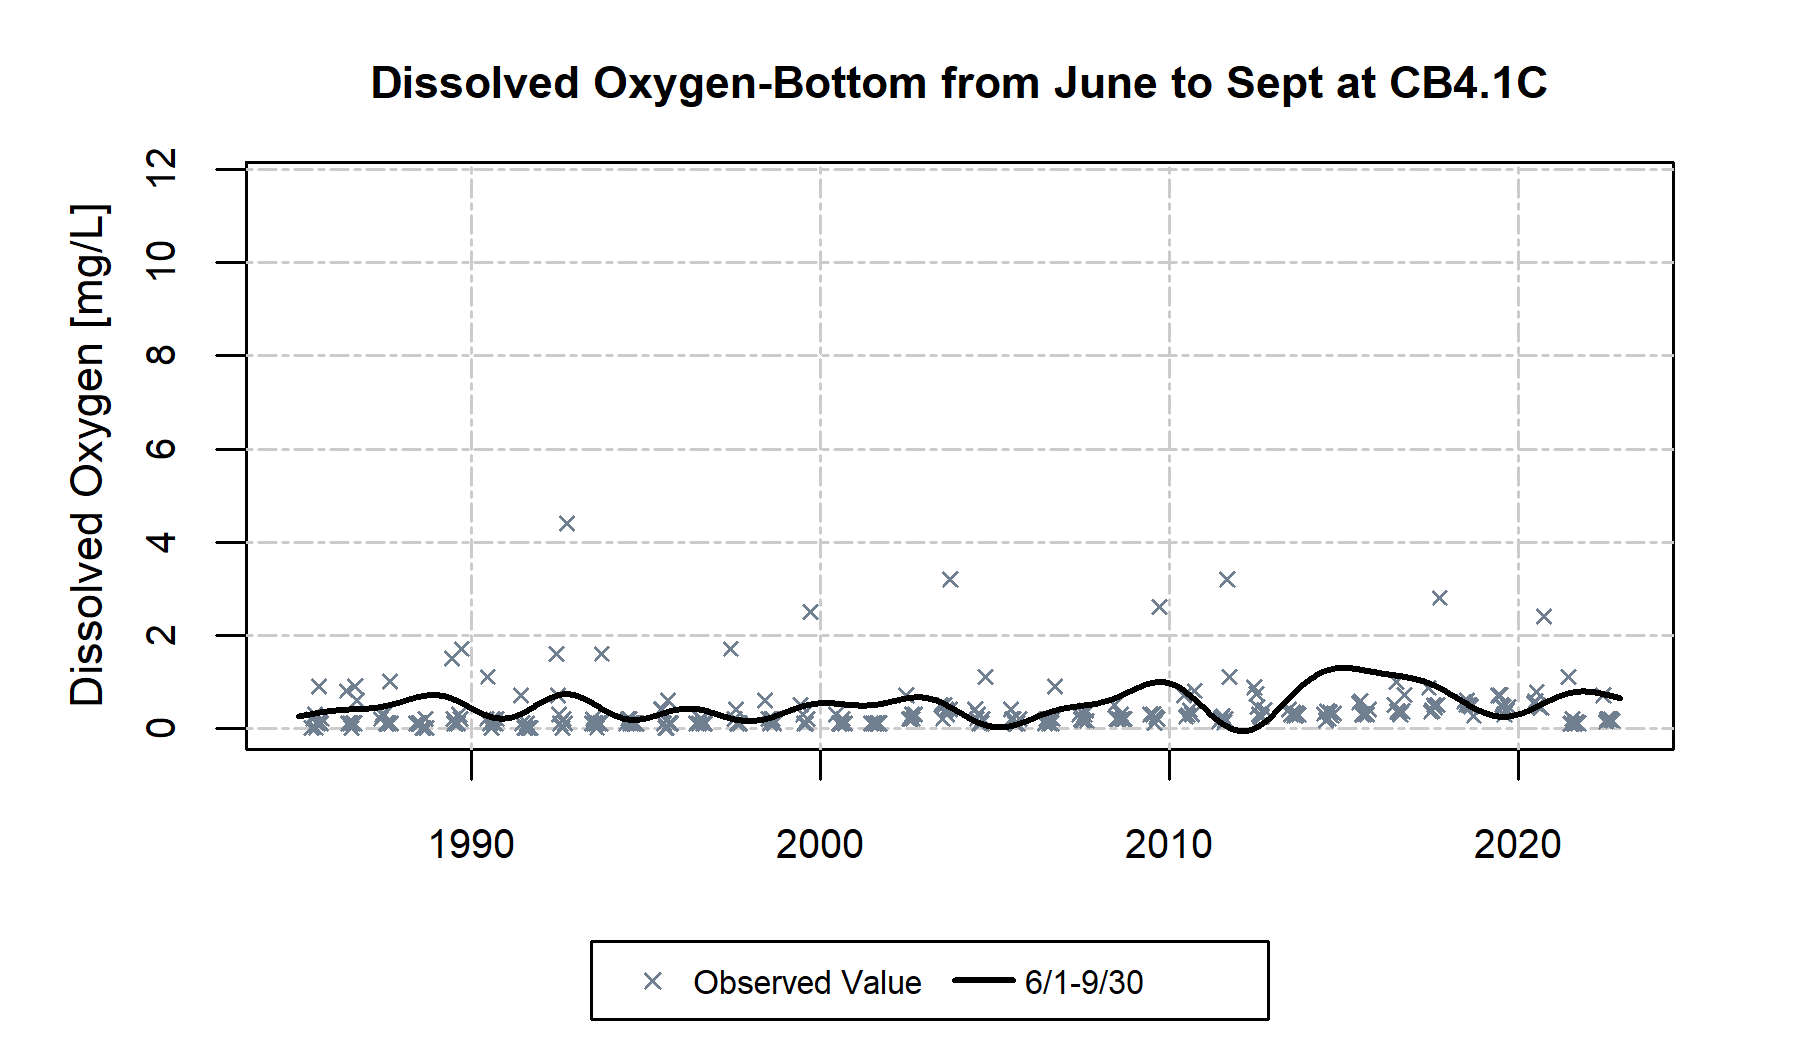 Dissolved Oxygen-Bottom from June to Sept at CB4.1C
Dissolved Oxygen [mg/L]
12
10
8
6
4
2
0
1990 2000 2010 2020
Observed Value 6/1-9/30